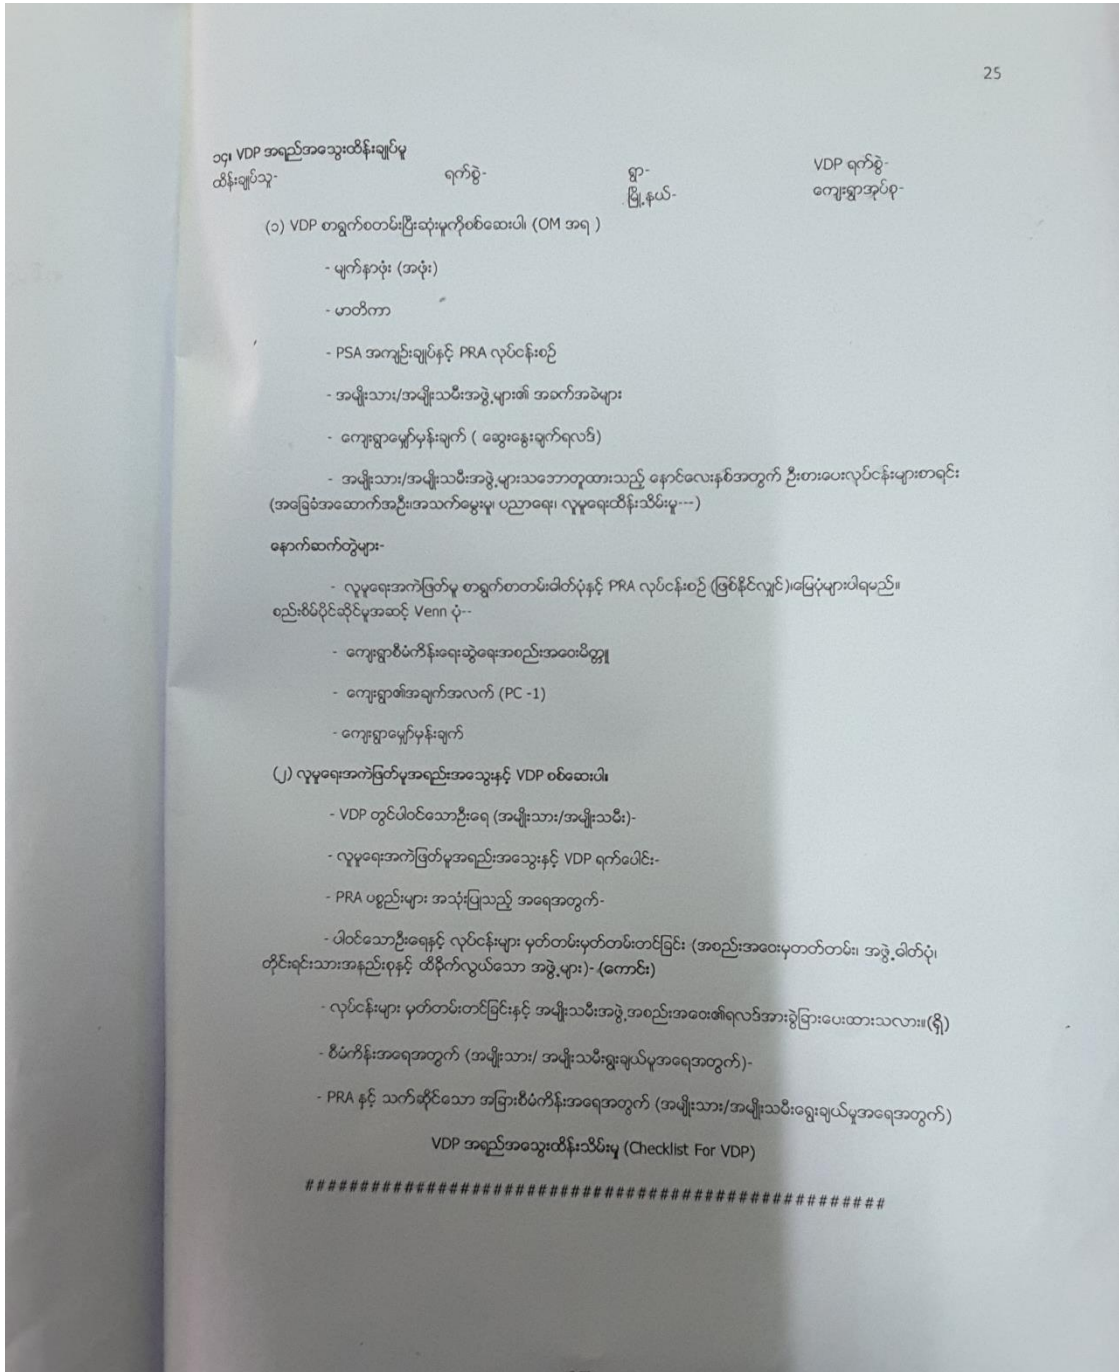 25
၁၄။ VDP အရည်အသွေးထိန်းချုပ်မှု
ထိန်းချုပ်သူ- ရက်စွဲ- ရွာ- VDP ရက်စွဲ-
မြို့နယ်- ကျေးရွာအုပ်စု-
(၁) VDP စာရွက်စတမ်းပြီးဆုံးမှုကိုစစ်ဆေးပါ၊ (OM အရ )
- မျက်နှာဖုံး (အဖုံး)
- မာတိကာ
- PSA အကျဉ်းချုပ်နှင့် PRA လုပ်ငန်းစဉ်
- အမျိုးသား/အမျိုးသမီးအဖွဲ့များ၏ အခက်အခဲများ
- ကျေးရွာမျှော်မှန်းချက် ( ဆွေးနွေးချက်ရလဒ်)
- အမျိုးသား/အမျိုးသမီးအဖွဲ့များသဘောတူထားသည့် နောင်လေးနှစ်အတွက် ဦးစားပေးလုပ်ငန်းများစာရင်း
(အခြေခံအဆောက်အဦး၊အသက်မွေးမှု၊ ပညာရေး၊ လူမှုရေးထိန်းသိမ်းမှု---)
နောက်ဆက်တွဲများ-
- လူမှုရေးအကဲဖြတ်မှု စာရွက်စာတမ်းဓါတ်ပုံနှင့် PRA လုပ်ငန်းစဉ် (ဖြစ်နိုင်လျှင်)၊မြေပုံများပါရမည်။
စည်းစိမ်ပိုင်ဆိုင်မှုအဆင့် Venn ပုံ--
- ကျေးရွာစီမံကိန်းရေးဆွဲရေးအစည်းအဝေးမိတ္တူ
- ကျေးရွာ၏အချက်အလက် (PC -1)
- ကျေးရွာမျှော်မှန်းချက်
(၂) လူမှုရေးအကဲဖြတ်မှုအရည်းအသွေးနှင့် VDP စစ်ဆေးပါ။
- VDP တွင်ပါဝင်သောဦးရေ (အမျိုးသား/အမျိုးသမီး)-
- လူမှုရေးအကဲဖြတ်မှုအရည်းအသွေးနှင့် VDP ရက်ပေါင်း-
- PRA ပစ္စည်းများ အသုံးပြုသည့် အရေအတွက်-
- ပါဝင်သောဦးရေနှင့် လုပ်ငန်းများ မှတ်တမ်းမှတ်တမ်းတင်ခြင်း (အစည်းအဝေးမှတတ်တမ်း၊ အဖွဲ့ဓါတ်ပုံ၊
တိုင်းရင်းသားအနည်းစုနှင့် ထိခိုက်လွယ်သော အဖွဲ့များ)- (ကောင်း)
- လုပ်ငန်းများ မှတ်တမ်းတင်ခြင်းနှင့် အမျိုးသမီးအဖွဲ့အစည်းအဝေး၏ရလဒ်အားခွဲခြားပေးထားသလား။(ရှိ)
- စီမံကိန်းအရေအတွက် (အမျိုးသား/ အမျိုးသမီးရွးချယ်မှုအရေအတွက်)-
- PRA နှင့် သက်ဆိုင်သော အခြားစီမံကိန်းအရေအတွက် (အမျိုးသား/အမျိုးသမီးရွေးချယ်မှုအရေအတွက်)
VDP အရည်အသွေးထိန်းသိမ်းမှု (Checklist For VDP)
####################################################